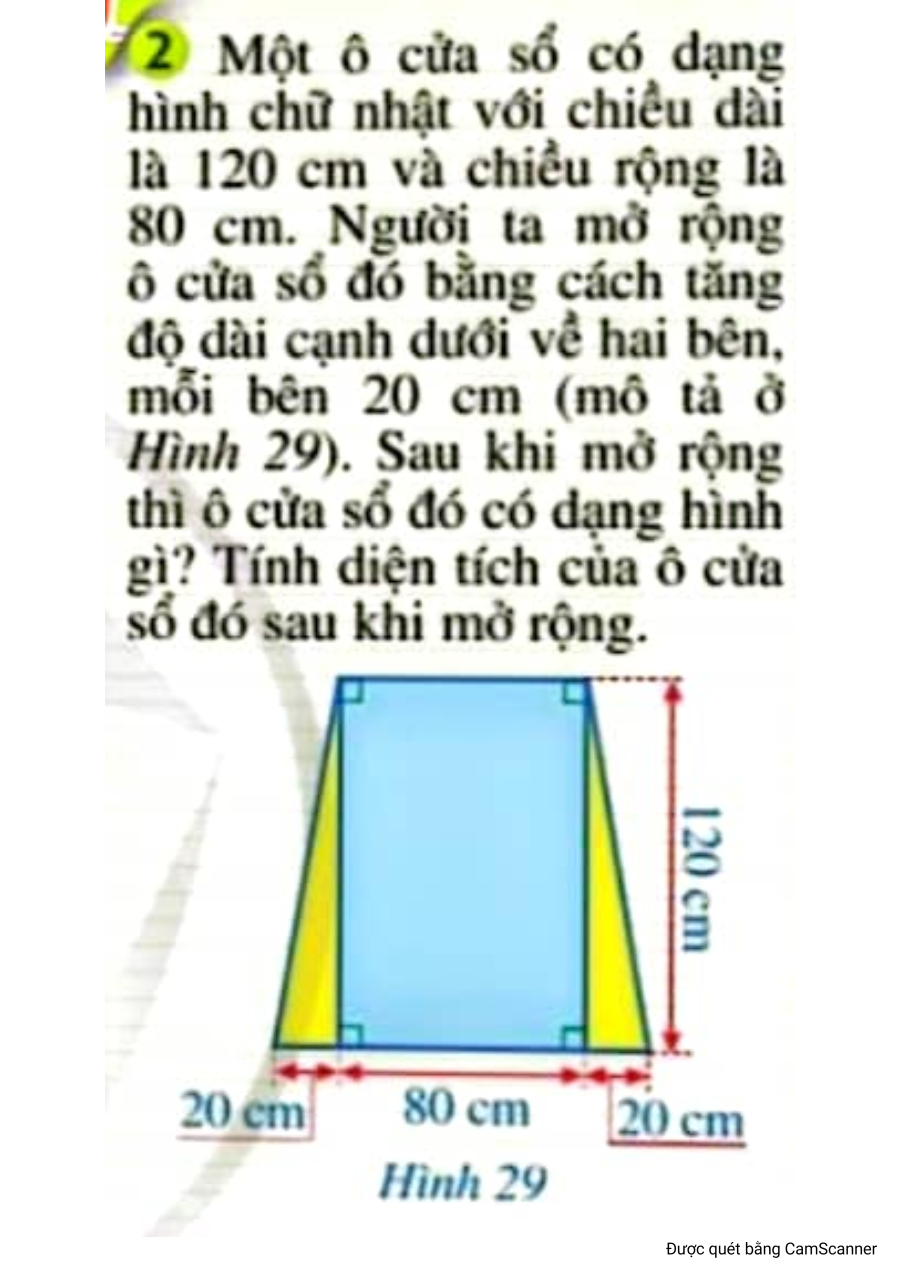 2 Một ô cửa sổ có dạng
hình chữ nhật với chiều dài
là 120 cm và chiều rộng là
80 cm. Người ta mở rộng
ô cửa sổ đó bằng cách tăng
độ dài cạnh dưới về hai bên,
mỗi bên 20 cm (mô tả ở
Hình 29). Sau khi mở rộng
thì ô cửa sổ đó có dạng hình
gì? Tính diện tích của ô cửa
sổ đó sau khi mở rộng.
120 cm
20 cm
80 cm
20 cm
Hình 29
Được quét bằng CamScanner